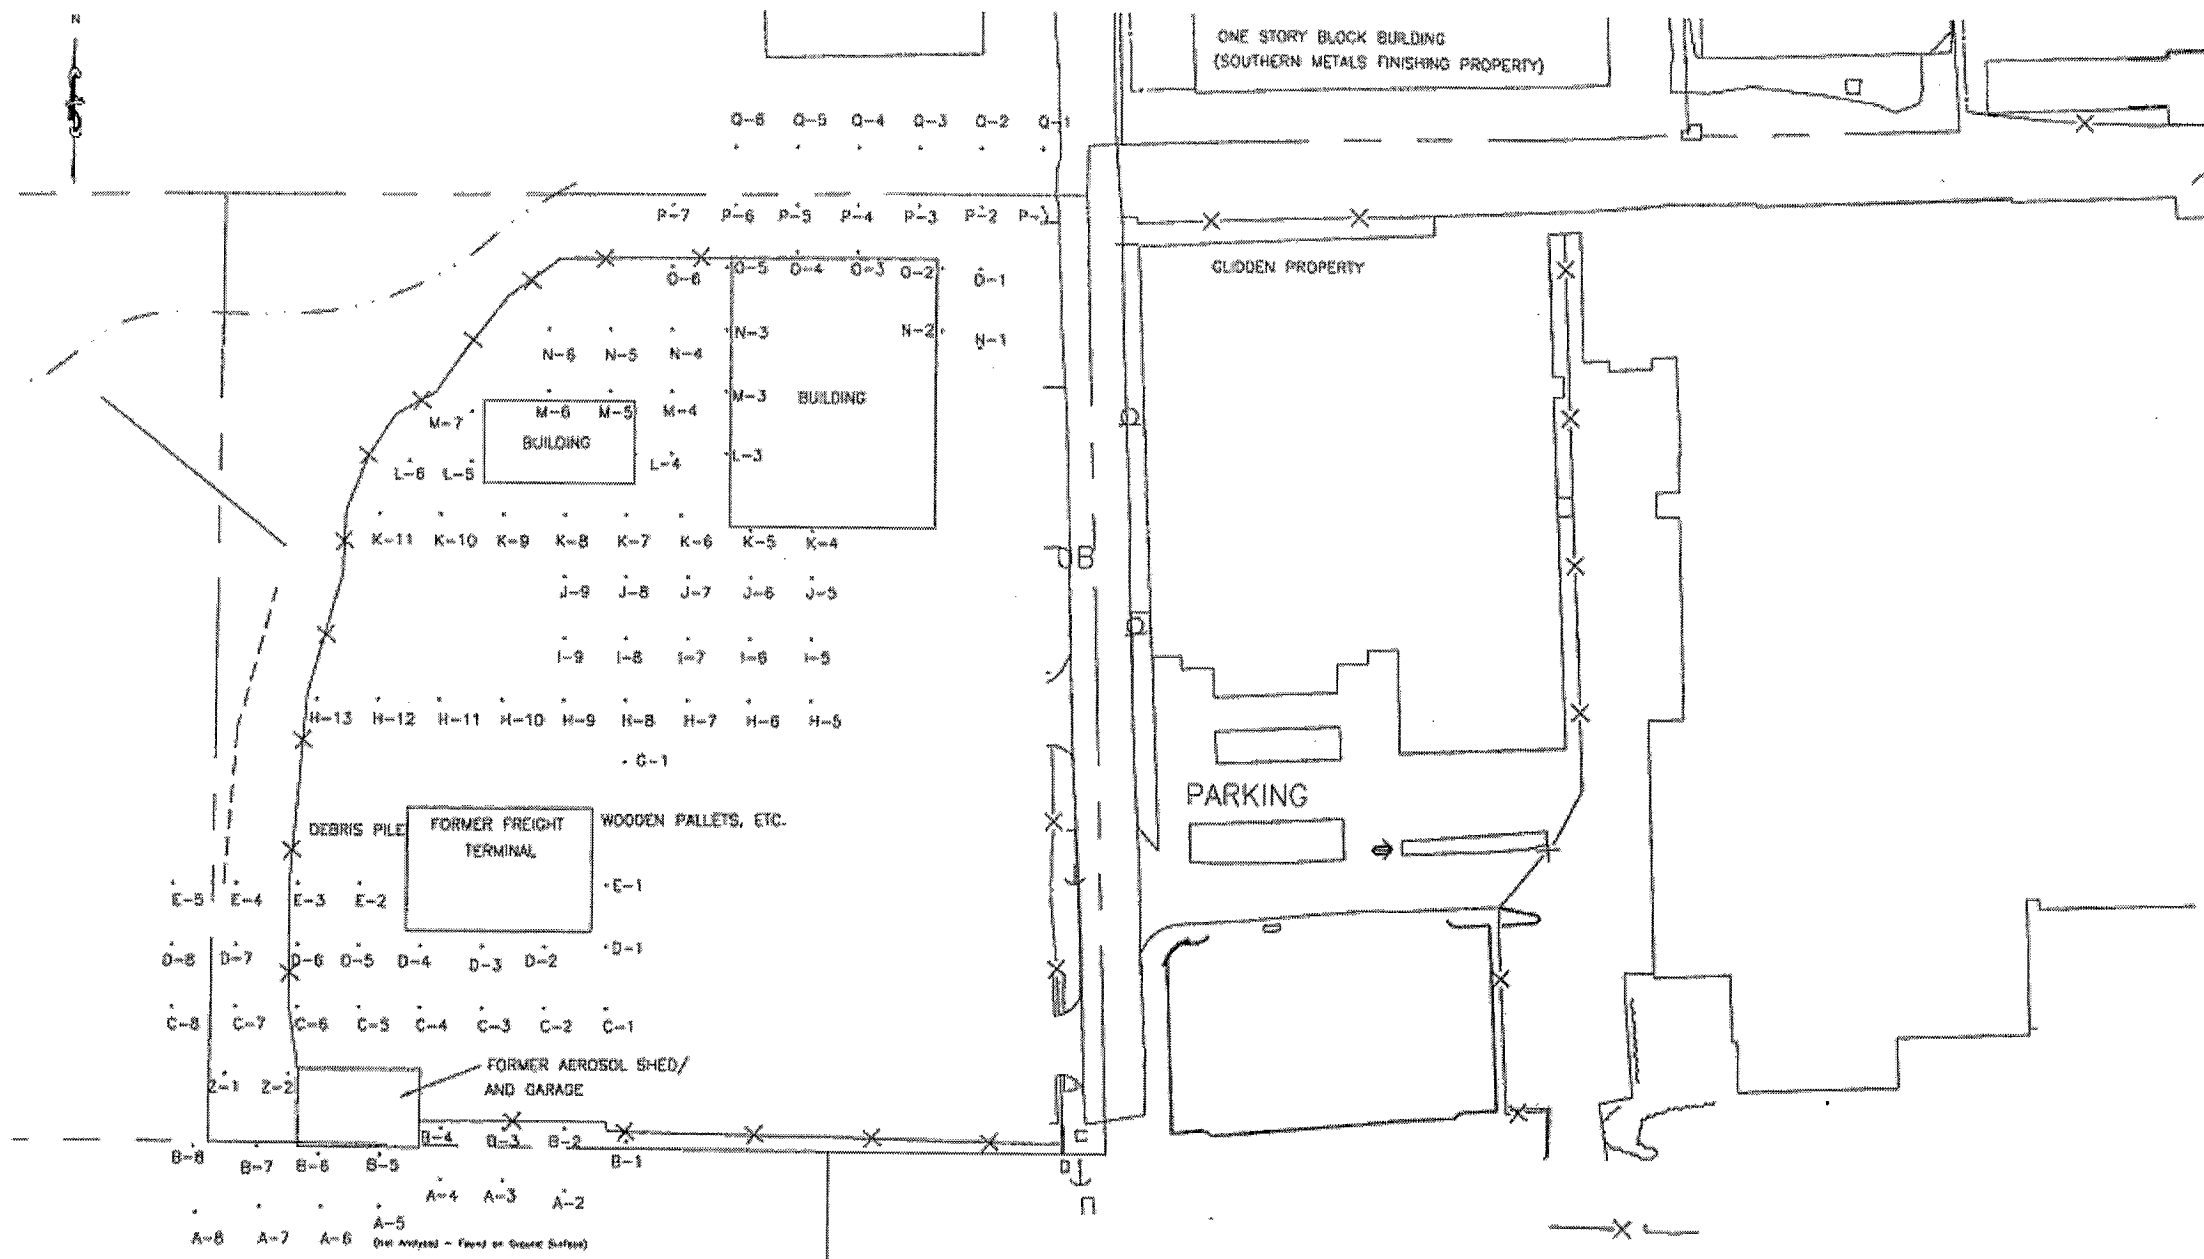 N
ONE STORY BLOCK BUILDING
(SOUTHERN METALS FINISHING PROPERTY)
Q-6 Q-5 Q-4 Q-3 Q-2 Q-1
P-7 P-6 P-5 P-4 P-3 P-2
O-6 O-5 O-4 O-3 O-2 O-1
GLIDDEN PROPERTY
N-3 N-2 N-1
N-6 N-5 N-4
M-3 BUILDING
M-7 M-6 M-5 M-4
BUILDING
L-6 L-5 L-4 L-3
K-11 K-10 K-9 K-8 K-7 K-6 K-5 K-4
J-9 J-8 J-7 J-6 J-5
I-9 I-8 I-7 I-6 I-5
H-13 H-12 H-11 H-10 H-9 H-8 H-7 H-6 H-5
G-1
PARKING
DEBRIS PILE
FORMER FREIGHT
TERMINAL
WOODEN PALLETS, ETC.
E-5 E-4 E-3 E-2 E-1
D-8 D-7 D-6 D-5 D-4 D-3 D-2 D-1
C-8 C-7 C-6 C-5 C-4 C-3 C-2 C-1
FORMER AEROSOL SHED/
AND GARAGE
Z-1 Z-2
B-4 B-3 B-2
B-8 B-7 B-6 B-5 B-1
A-4 A-3 A-2
A-8 A-7 A-6 A-5
(Not Analyzed - Found on Ground Surface)